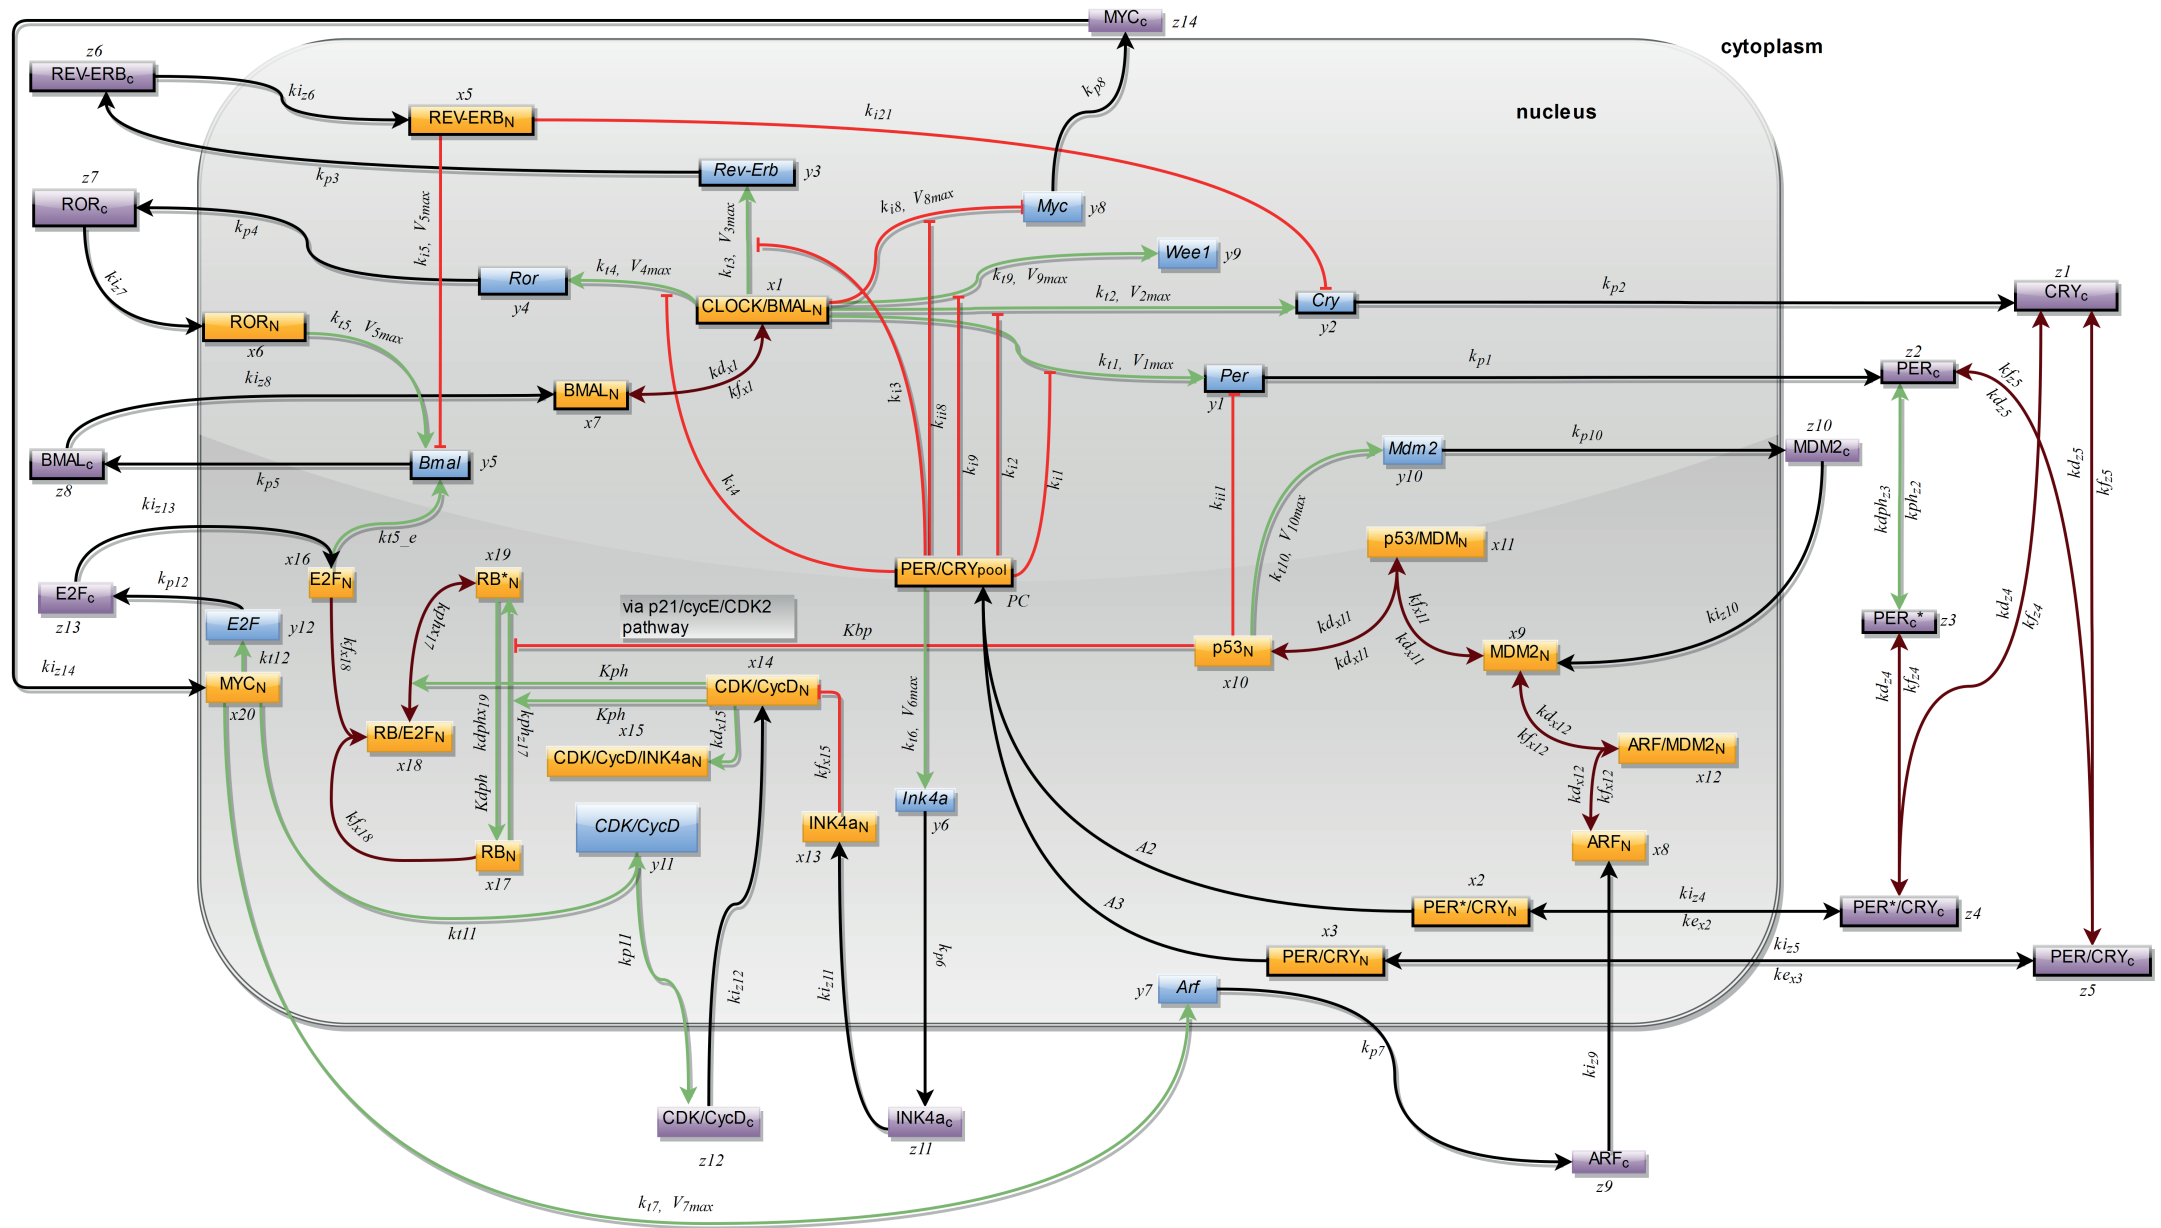 MYCc
z14
cytoplasm
z6
REV-ERBc
kiz6
x5
REV-ERBN
ki21
kp8
nucleus
kp3
Rev-Erb
y3
z7
RORc
kp4
ki5, V5max
kt3, V3max
ki8, V8max
Myc
y8
Wee1
y9
kiz7
Ror
y4
kt4, V4max
x1
CLOCK/BMALN
kt9, V9max
kt2, V2max
Cry
y2
kp2
z1
CRYc
RORN
x6
kt5, V5max
kt1, V1max
kp1
z2
PERc
kfz5
kdz5
kiz8
kdx1
kfx1
BMALN
x7
ki3
kii8
Per
y1
BMALc
z8
kp5
Bmal
y5
ki4
ki9
ki2
ki1
kii1
Mdm2
y10
kp10
z10
MDM2c
kdz5
kfz5
kdphz3
kphz2
kiz13
kt5_e
kt10, V10max
p53/MDMN
x11
x16
E2FN
x19
RB*N
PER/CRYpool
PC
kp12
E2Fc
z13
E2F
y12
kphx17
via p21/cycE/CDK2
pathway
Kbp
p53N
x10
kdx11
kdx11
kfx11
kdx11
x9
MDM2N
kiz10
PERc*
z3
kdz4
kfz4
kiz14
kt12
MYCN
x20
kfx18
RB/E2FN
x18
Kph
x14
CDK/CycDN
Kph
x15
CDK/CycD/INK4aN
kdx15
kdphx19
Kdph
kphz17
kfx15
kt6, V6max
kdx12
kfx12
ARF/MDM2N
x12
kdx12
kfx12
kdz4
kfz4
kfx18
RBN
x17
CDK/CycD
y11
INK4aN
x13
Ink4a
y6
ARFN
x8
A2
A3
x2
PER*/CRYN
kiz4
kex2
PER*/CRYc
z4
x3
PER/CRYN
kiz5
kex3
PER/CRYc
z5
kt11
kp11
kiz12
kiz11
kp6
y7
Arf
kp7
kiz9
CDK/CycDc
z12
INK4ac
z11
ARFc
z9
kt7, V7max